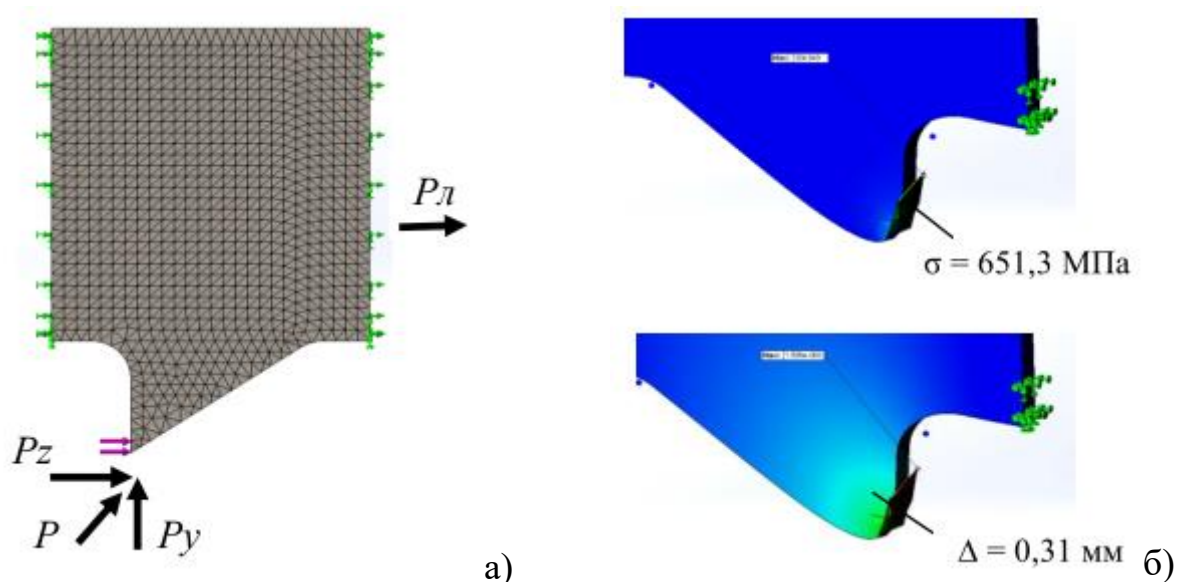 Pл
Pz
P
Py
а)
σ = 651,3 МПа
Δ = 0,31 мм
б)